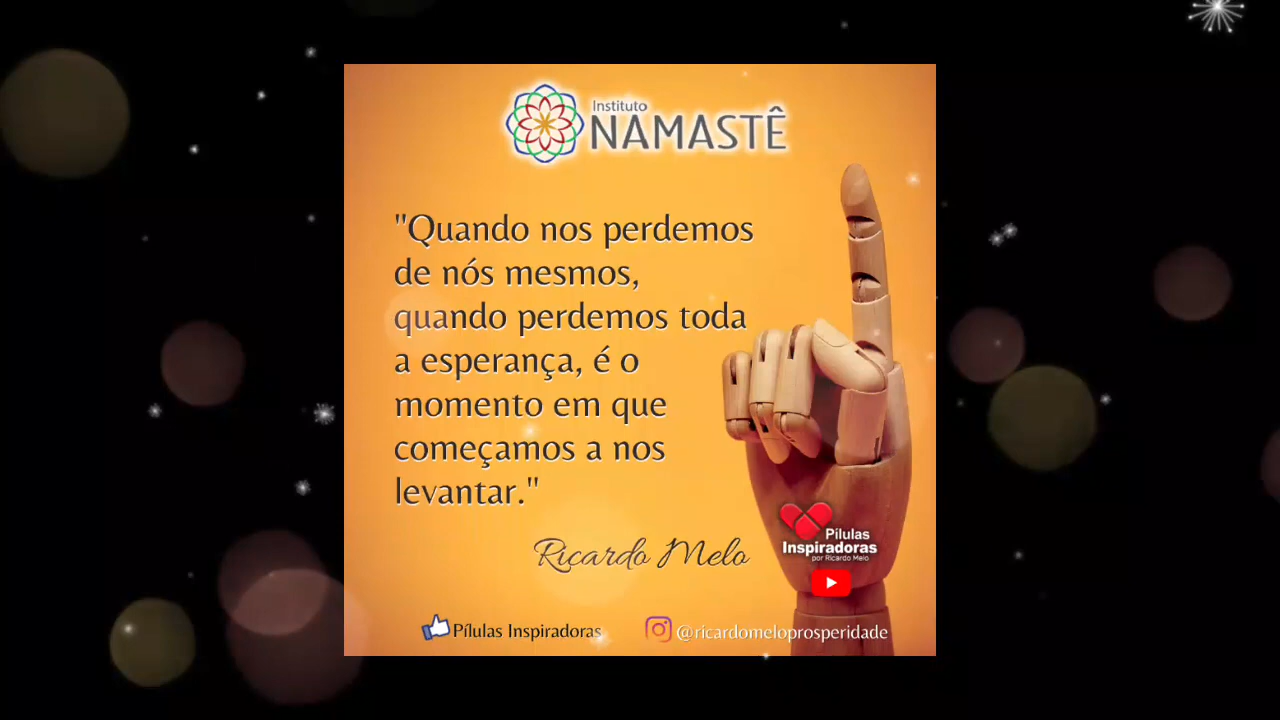 Instituto
NAMASTÊ
"Quando nos perdemos
de nós mesmos,
quando perdemos toda
a esperança, é o
momento em que
começamos a nos
levantar."
Ricardo Melo
Pílulas
Inspiradoras
por Ricardo Melo
Pílulas Inspiradoras
@ricardomeloprosperidade